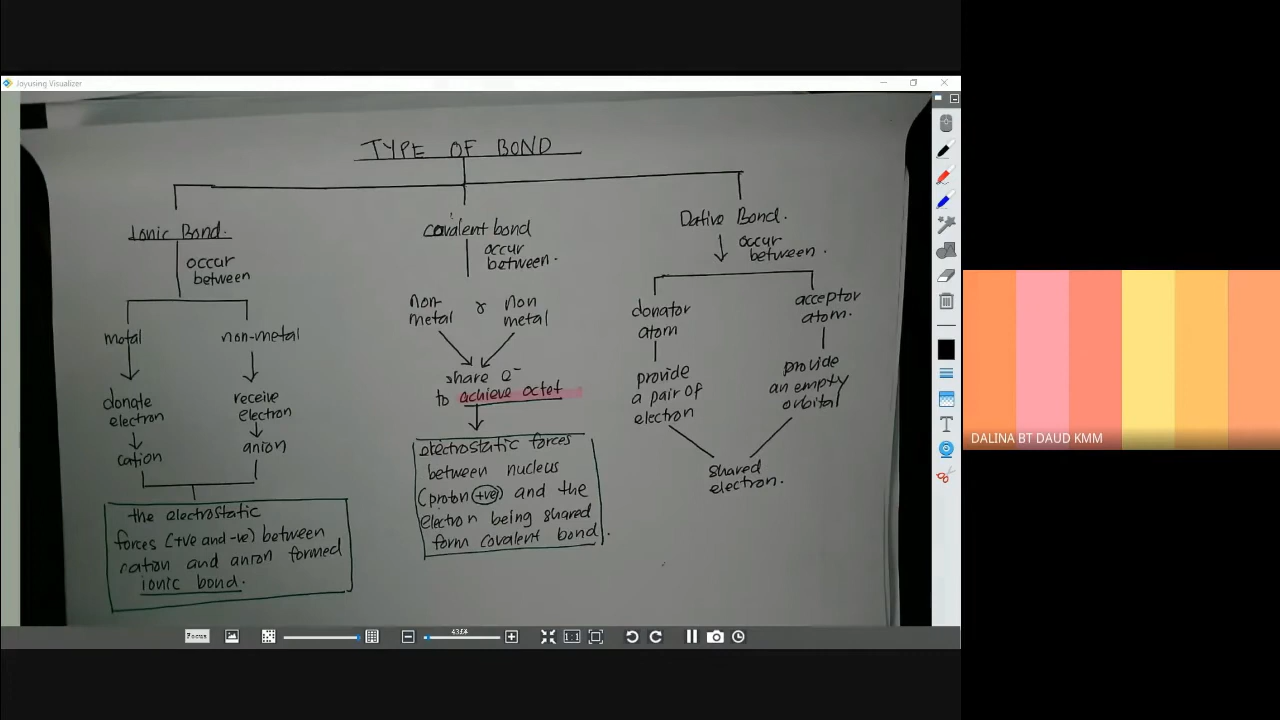 Joyusing Visualizer
TYPE OF BOND
Ionic Bond.
occur
between
metal
non-metal
donate
electron
receive
electron
cation
anion
the electrostatic
forces (+ve and -ve) between
cation and anion formed
ionic bond.
covalent bond
occur
between.
non-
metal
&
non
metal
share e-
to achieve octet
electrostatic forces
between nucleus
(proton +ve) and the
electron being shared
form covalent bond.
Dative Bond.
occur
between.
donator
atom
acceptor
atom.
provide
a pair of
electron
provide
an empty
orbital
shared
electron.
T
DALINA BT DAUD KMM
Focus
1:1